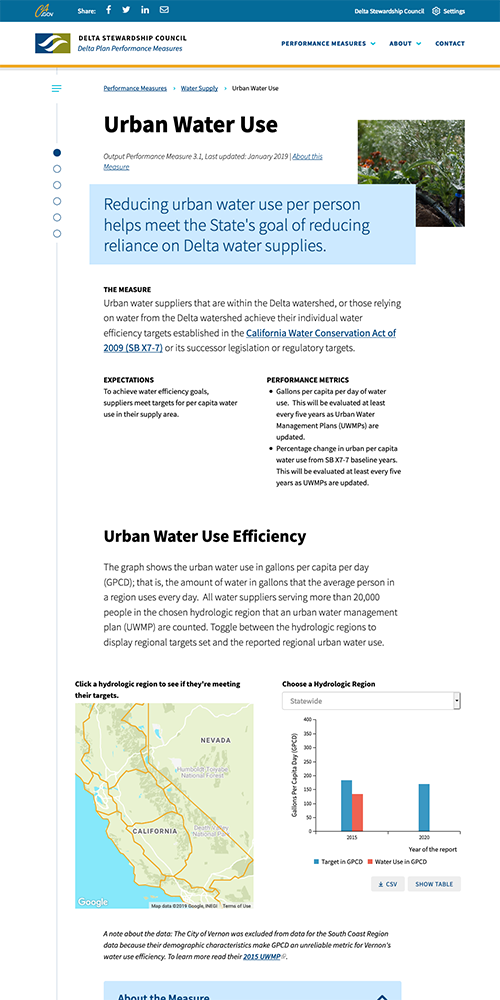 CA.GOV Share: Delta Stewardship Council Settings
DELTA STEWARDSHIP COUNCIL
Delta Plan Performance Measures
PERFORMANCE MEASURES ABOUT CONTACT
Performance Measures › Water Supply › Urban Water Use
Urban Water Use
Output Performance Measure 3.1, Last updated: January 2019 | About this
Measure
Reducing urban water use per person
helps meet the State's goal of reducing
reliance on Delta water supplies.
THE MEASURE
Urban water suppliers that are within the Delta watershed, or those relying
on water from the Delta watershed achieve their individual water
efficiency targets established in the California Water Conservation Act of
2009 (SB X7-7) or its successor legislation or regulatory targets.
EXPECTATIONS
To achieve water efficiency goals,
suppliers meet targets for per capita water
use in their supply area.
PERFORMANCE METRICS
• Gallons per capita per day of water
use. This will be evaluated at least
every five years as Urban Water
Management Plans (UWMPs) are
updated.
• Percentage change in urban per capita
water use from SB X7-7 baseline years.
This will be evaluated at least every five
years as UWMPs are updated.
Urban Water Use Efficiency
The graph shows the urban water use in gallons per capita per day
(GPCD); that is, the amount of water in gallons that the average person in
a region uses every day. All water suppliers serving more than 20,000
people in the chosen hydrologic region that an urban water management
plan (UWMP) are counted. Toggle between the hydrologic regions to
display regional targets set and the reported regional urban water use.
Click a hydrologic region to see if they're meeting
their targets.
NEVADA
Humboldt-Toiyabe
National Forest
CALIFORNIA
Death Valley
National Park
Google
Map data ©2019 Google, INEGI Terms of Use
Choose a Hydrologic Region
Statewide
Gallons Per Capita Day (GPCD)
400
350
300
250
200
150
100
50
0
2015 2020
Year of the report
Target in GPCD Water Use in GPCD
CSV SHOW TABLE
A note about the data: The City of Vernon was excluded from data for the South Coast Region
data because their demographic characteristics make GPCD an unreliable metric for Vernon's
water use efficiency. To learn more read their 2015 UWMP.
About the Measure